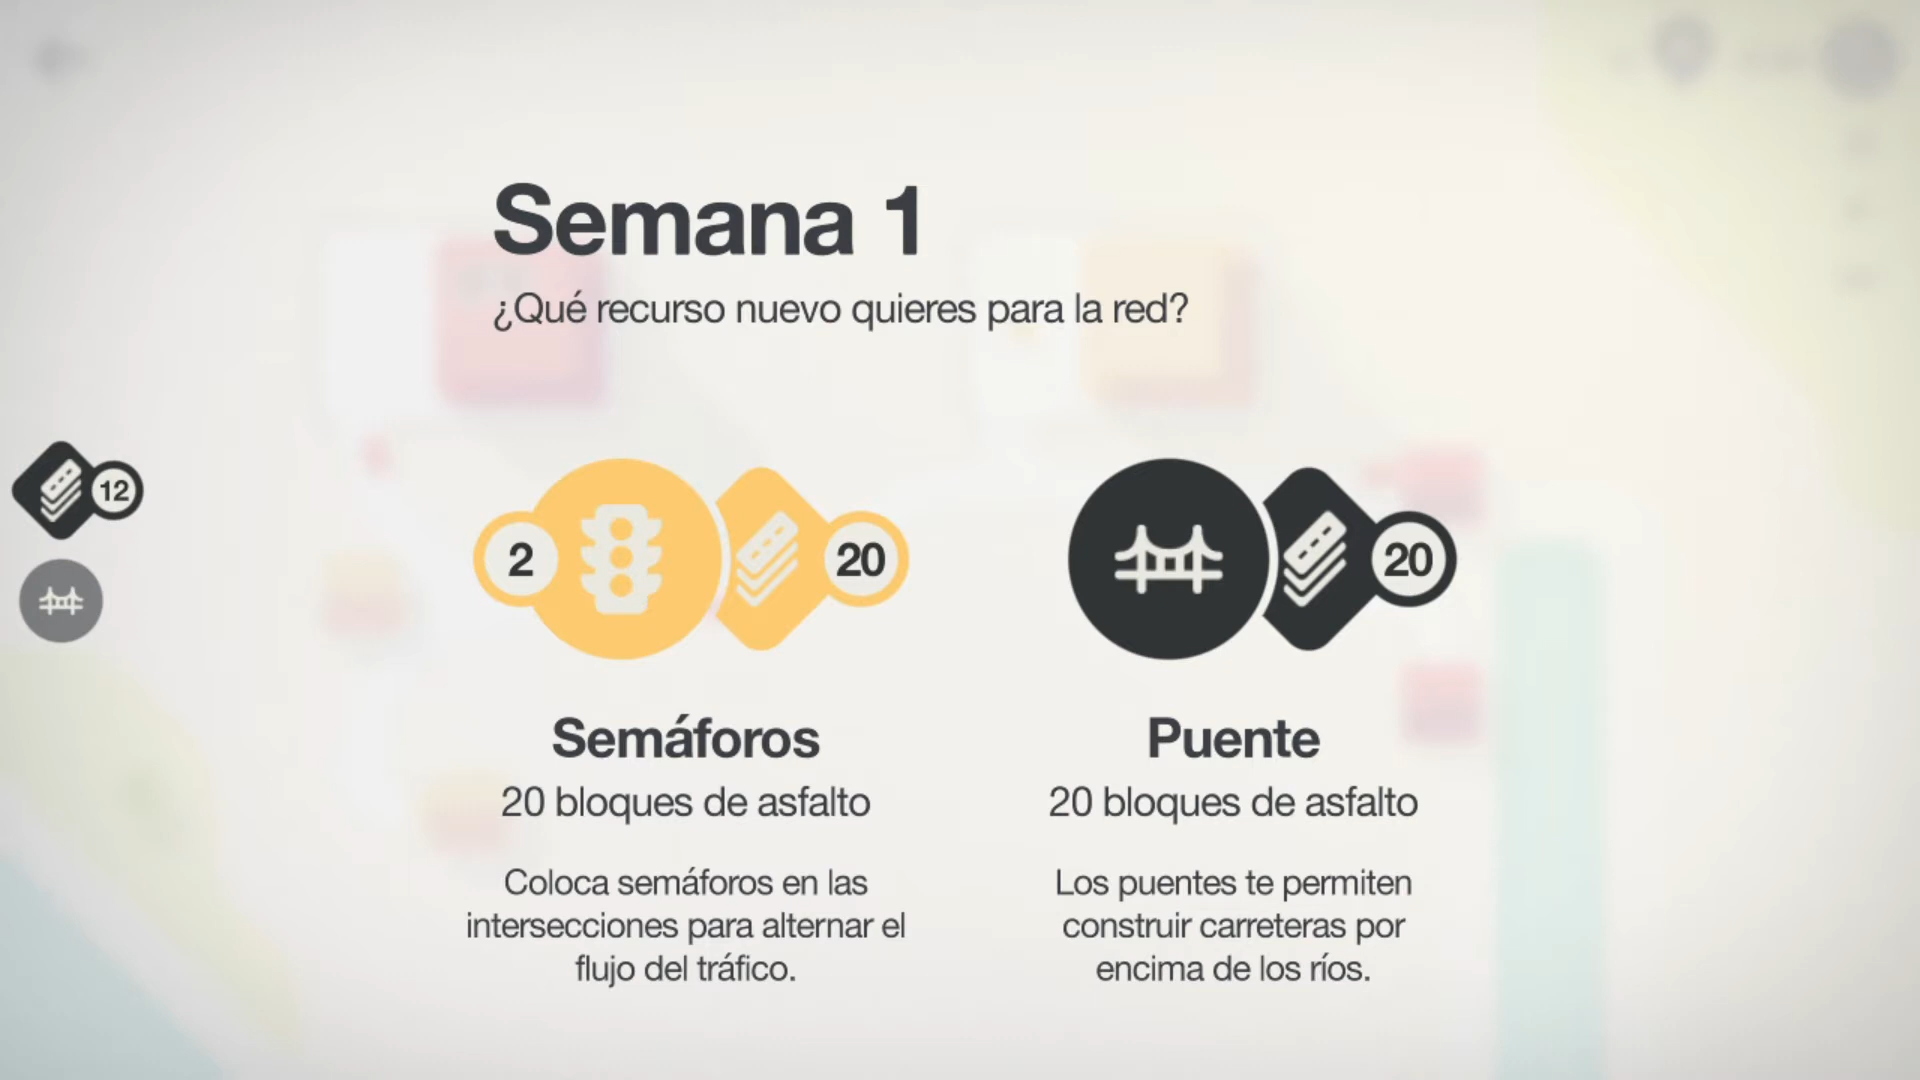 Semana 1
¿Qué recurso nuevo quieres para la red?
12
2
20
20
Semáforos
20 bloques de asfalto
Coloca semáforos en las
intersecciones para alternar el
flujo del tráfico.
Puente
20 bloques de asfalto
Los puentes te permiten
construir carreteras por
encima de los ríos.